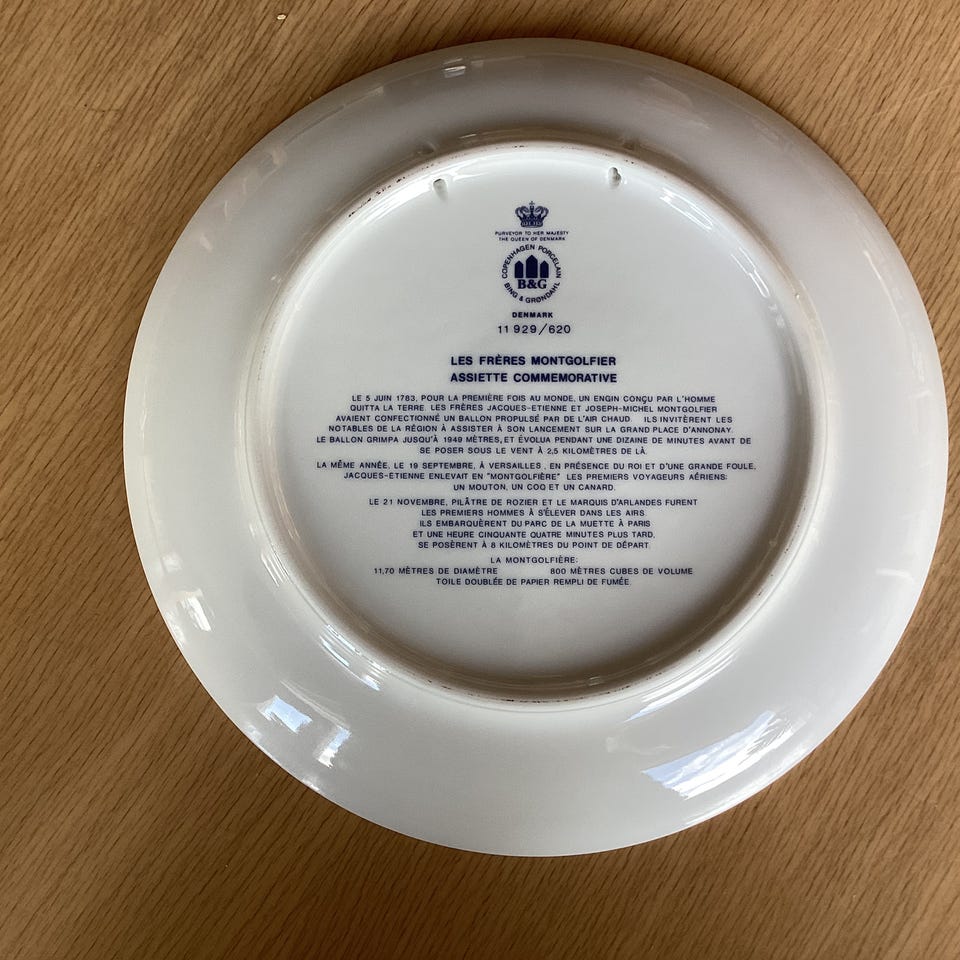 PURVEYOR TO HER MAJESTY
THE QUEEN OF DENMARK
COPENHAGEN PORCELAIN
B&G
BING & GRØNDAHL
DENMARK
11 929/620
LES FRÈRES MONTGOLFIER
ASSIETTE COMMEMORATIVE
LE 5 JUIN 1783, POUR LA PREMIÈRE FOIS AU MONDE, UN ENGIN CONÇU PAR L'HOMME
QUITTA LA TERRE. LES FRÈRES JACQUES-ETIENNE ET JOSEPH-MICHEL MONTGOLFIER
AVAIENT CONFECTIONNÉ UN BALLON PROPULSÉ PAR DE L'AIR CHAUD. ILS INVITÈRENT LES
NOTABLES DE LA RÉGION À ASSISTER À SON LANCEMENT SUR LA GRAND PLACE D'ANNONAY.
LE BALLON GRIMPA JUSQU'À 1949 MÈTRES, ET ÉVOLUA PENDANT UNE DIZAINE DE MINUTES AVANT DE
SE POSER SOUS LE VENT À 2,5 KILOMÈTRES DE LÀ.
LA MÊME ANNÉE, LE 19 SEPTEMBRE, À VERSAILLES, EN PRÉSENCE DU ROI ET D'UNE GRANDE FOULE,
JACQUES-ETIENNE ENLEVAIT EN "MONTGOLFIÈRE" LES PREMIERS VOYAGEURS AÉRIENS:
UN MOUTON, UN COQ ET UN CANARD.
LE 21 NOVEMBRE, PILÂTRE DE ROZIER ET LE MARQUIS D'ARLANDES FURENT
LES PREMIERS HOMMES À S'ÉLEVER DANS LES AIRS.
ILS EMBARQUÈRENT DU PARC DE LA MUETTE À PARIS
ET UNE HEURE CINQUANTE QUATRE MINUTES PLUS TARD,
SE POSÈRENT À 8 KILOMÈTRES DU POINT DE DÉPART.
LA MONTGOLFIÈRE:
11,70 MÈTRES DE DIAMÈTRE 800 MÈTRES CUBES DE VOLUME
TOILE DOUBLÉE DE PAPIER REMPLI DE FUMÉE.